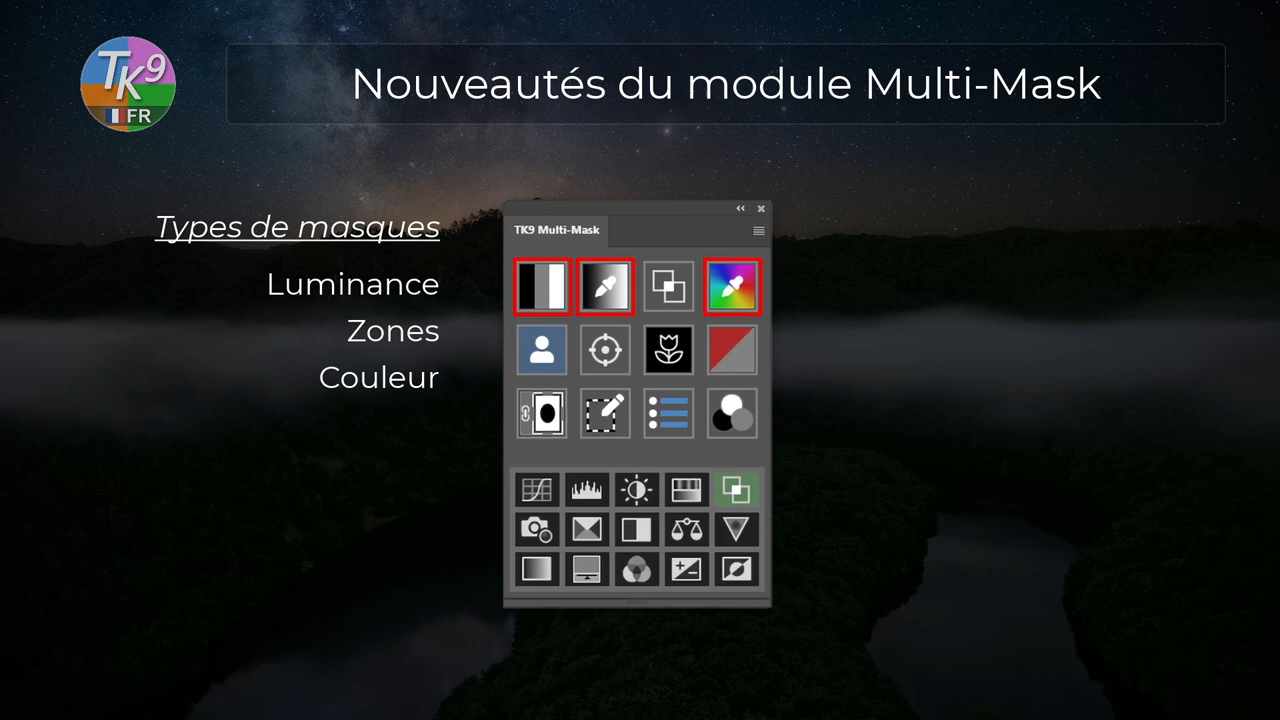 TK9
FR
Nouveautés du module Multi-Mask
Types de masques
Luminance
Zones
Couleur
TK9 Multi-Mask